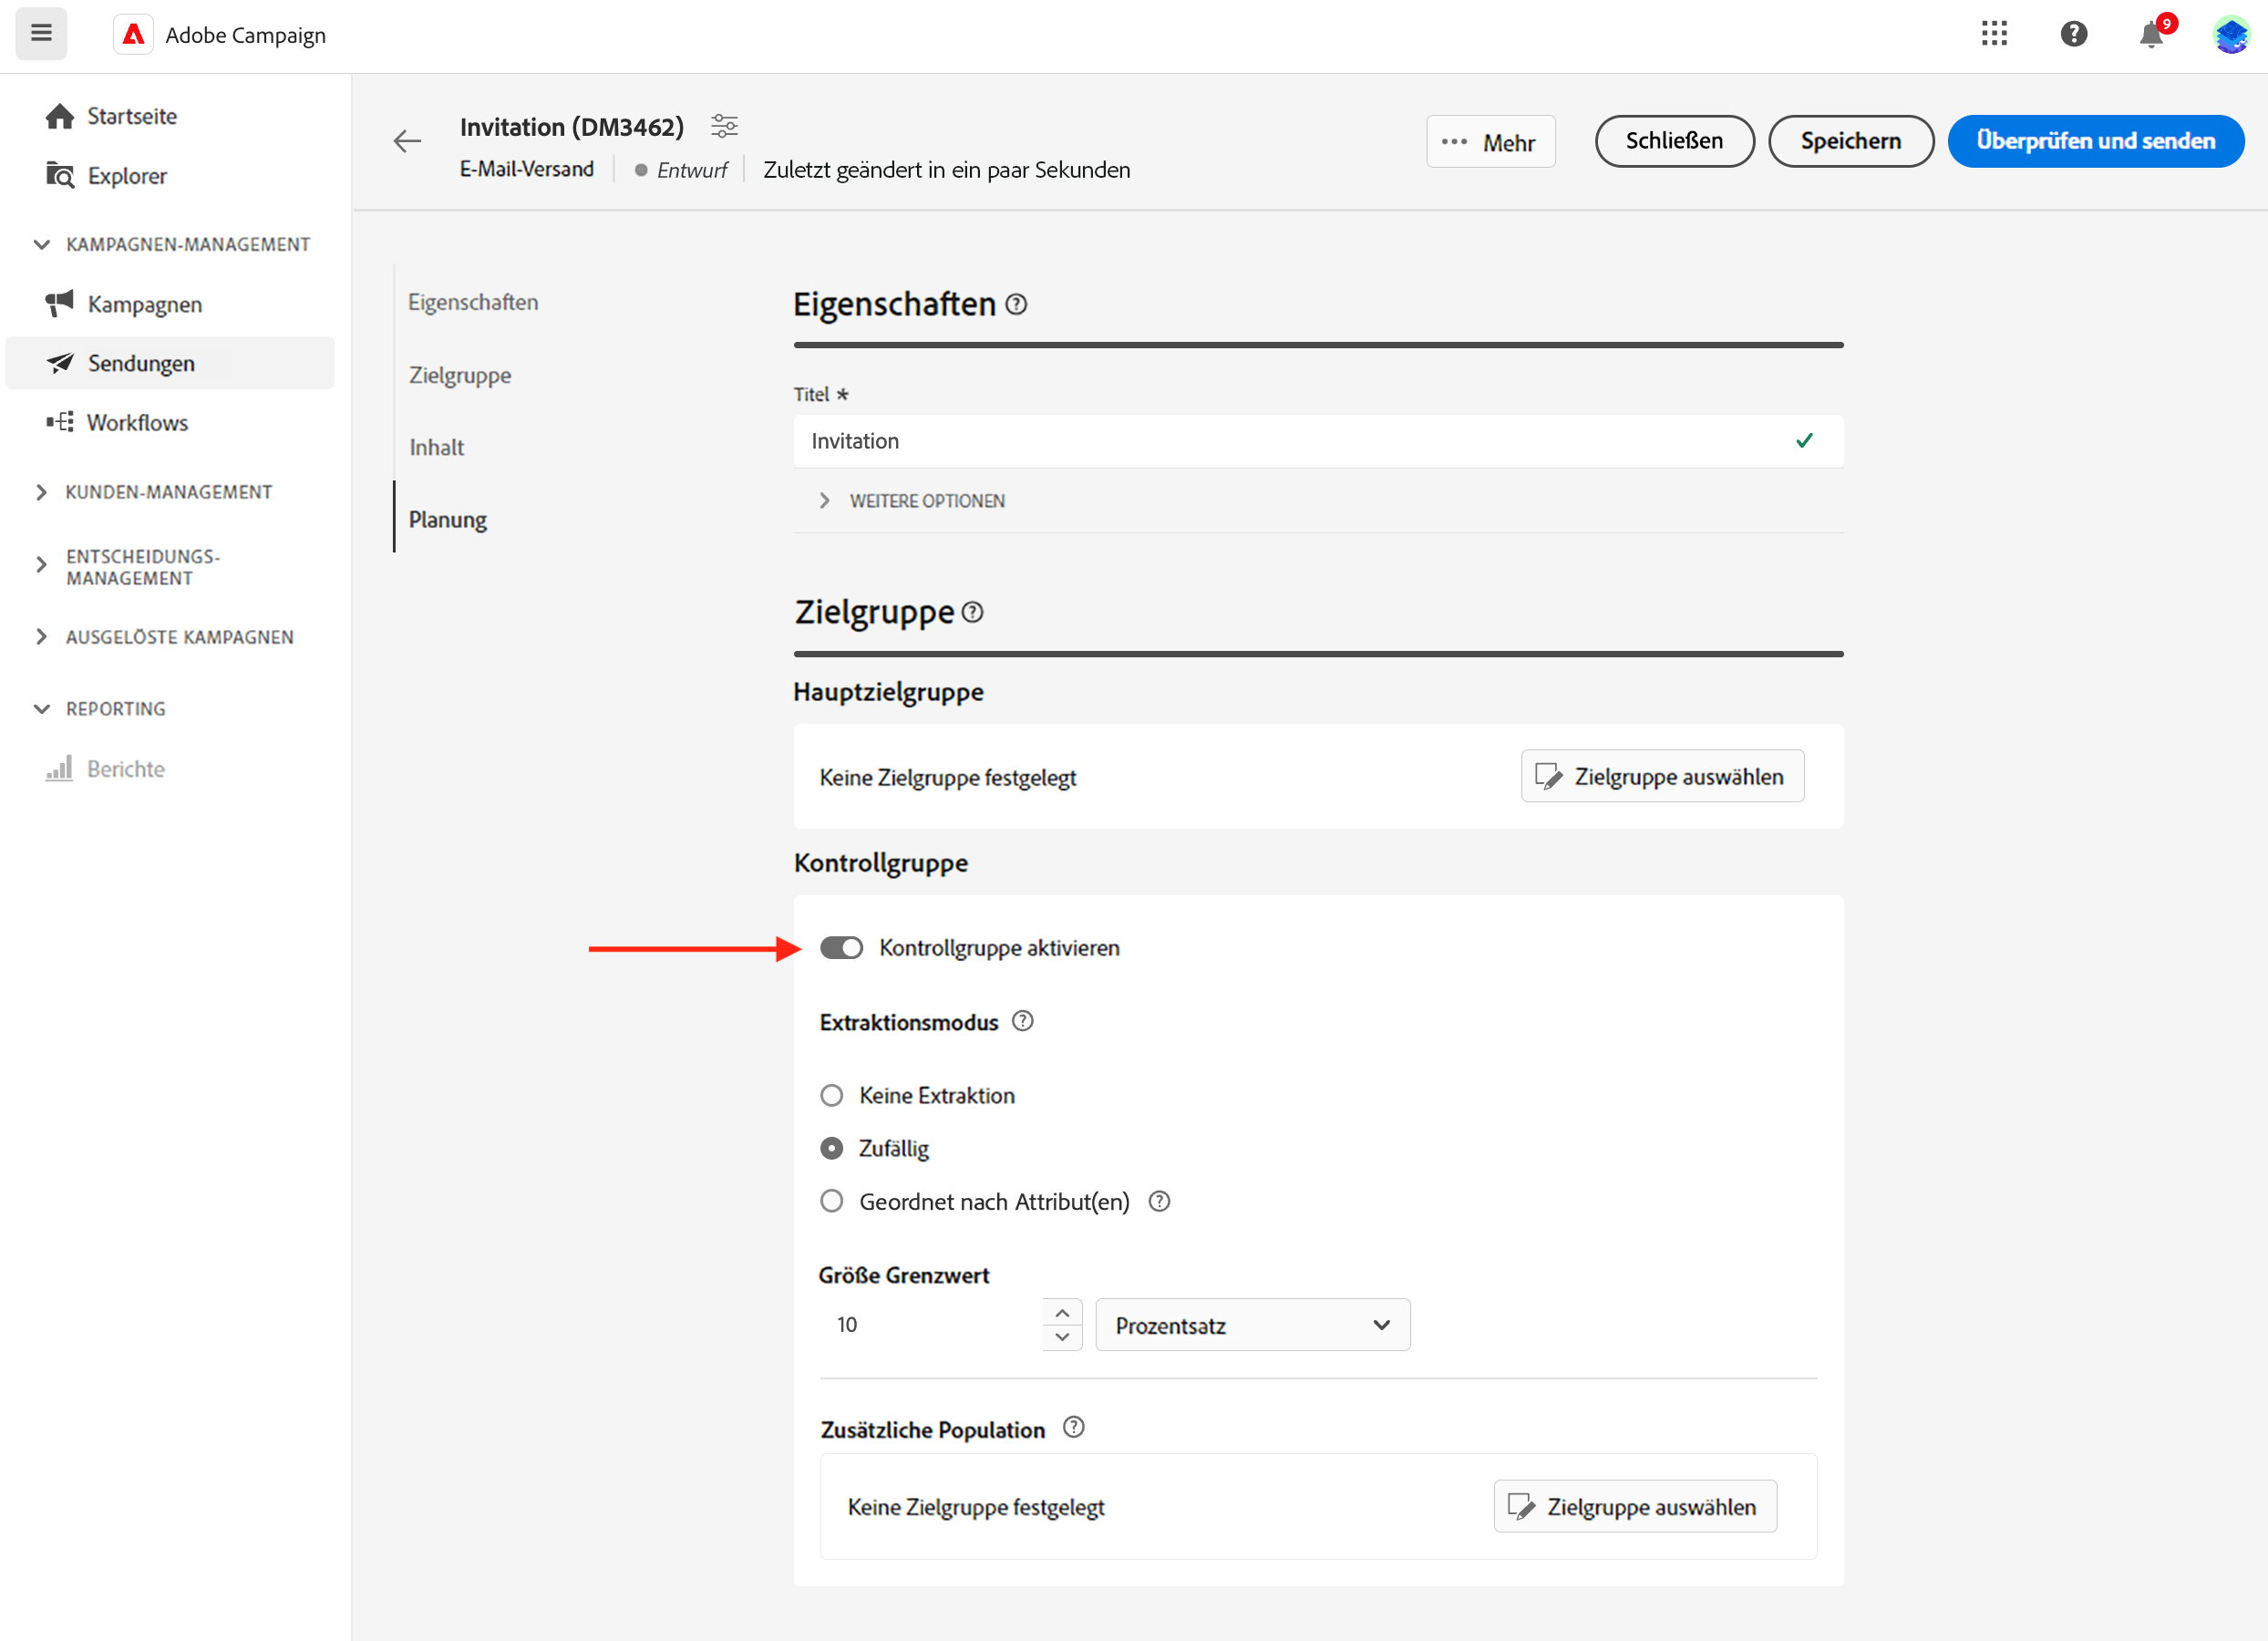 Adobe Campaign
9
Startseite
Explorer
KAMPAGNEN-MANAGEMENT
Kampagnen
Sendungen
Workflows
KUNDEN-MANAGEMENT
ENTSCHEIDUNGS-
MANAGEMENT
AUSGELÖSTE KAMPAGNEN
REPORTING
Berichte
Invitation (DM3462)
E-Mail-Versand
Entwurf
Zuletzt geändert in ein paar Sekunden
Mehr
Schließen
Speichern
Überprüfen und senden
Eigenschaften
Zielgruppe
Inhalt
Planung
Eigenschaften
Titel *
Invitation
WEITERE OPTIONEN
Zielgruppe
Hauptzielgruppe
Keine Zielgruppe festgelegt
Zielgruppe auswählen
Kontrollgruppe
Kontrollgruppe aktivieren
Extraktionsmodus
Keine Extraktion
Zufällig
Geordnet nach Attribut(en)
Größe Grenzwert
10
Prozentsatz
Zusätzliche Population
Keine Zielgruppe festgelegt
Zielgruppe auswählen